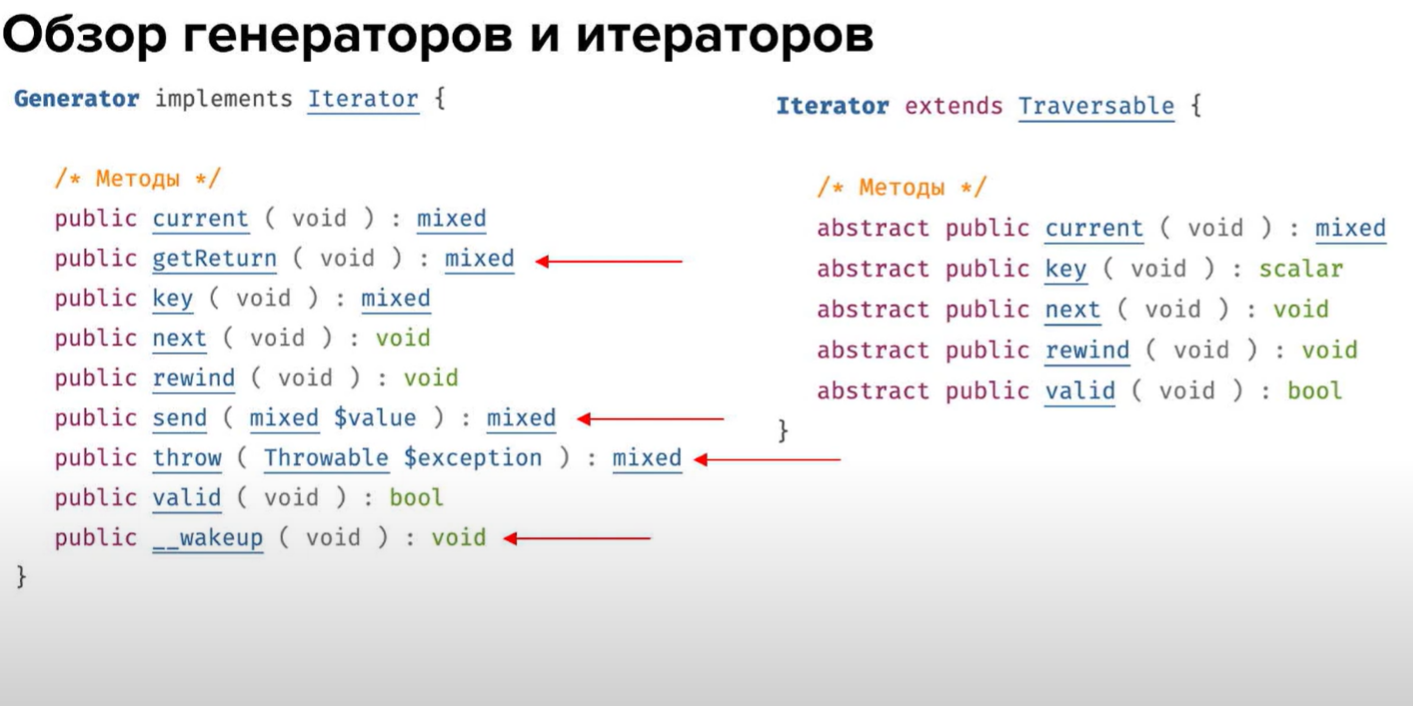 Обзор генераторов и итераторов
Generator implements Iterator {
/* Методы */
public current ( void ) : mixed
public getReturn ( void ) : mixed
public key ( void ) : mixed
public next ( void ) : void
public rewind ( void ) : void
public send ( mixed $value ) : mixed
public throw ( Throwable $exception ) : mixed
public valid ( void ) : bool
public __wakeup ( void ) : void
}
Iterator extends Traversable {
/* Методы */
abstract public current ( void ) : mixed
abstract public key ( void ) : scalar
abstract public next ( void ) : void
abstract public rewind ( void ) : void
abstract public valid ( void ) : bool
}